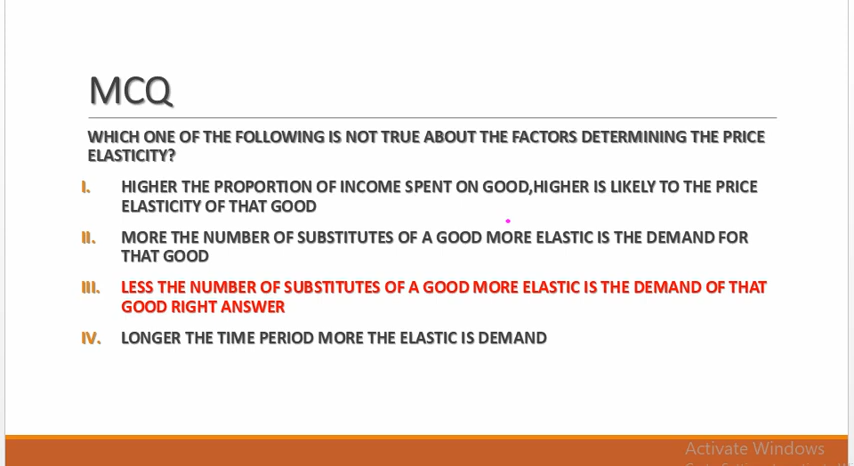 MCQ
WHICH ONE OF THE FOLLOWING IS NOT TRUE ABOUT THE FACTORS DETERMINING THE PRICE
ELASTICITY?
I. HIGHER THE PROPORTION OF INCOME SPENT ON GOOD,HIGHER IS LIKELY TO THE PRICE
ELASTICITY OF THAT GOOD
II. MORE THE NUMBER OF SUBSTITUTES OF A GOOD MORE ELASTIC IS THE DEMAND FOR
THAT GOOD
III. LESS THE NUMBER OF SUBSTITUTES OF A GOOD MORE ELASTIC IS THE DEMAND OF THAT
GOOD RIGHT ANSWER
IV. LONGER THE TIME PERIOD MORE THE ELASTIC IS DEMAND
Activate Windows